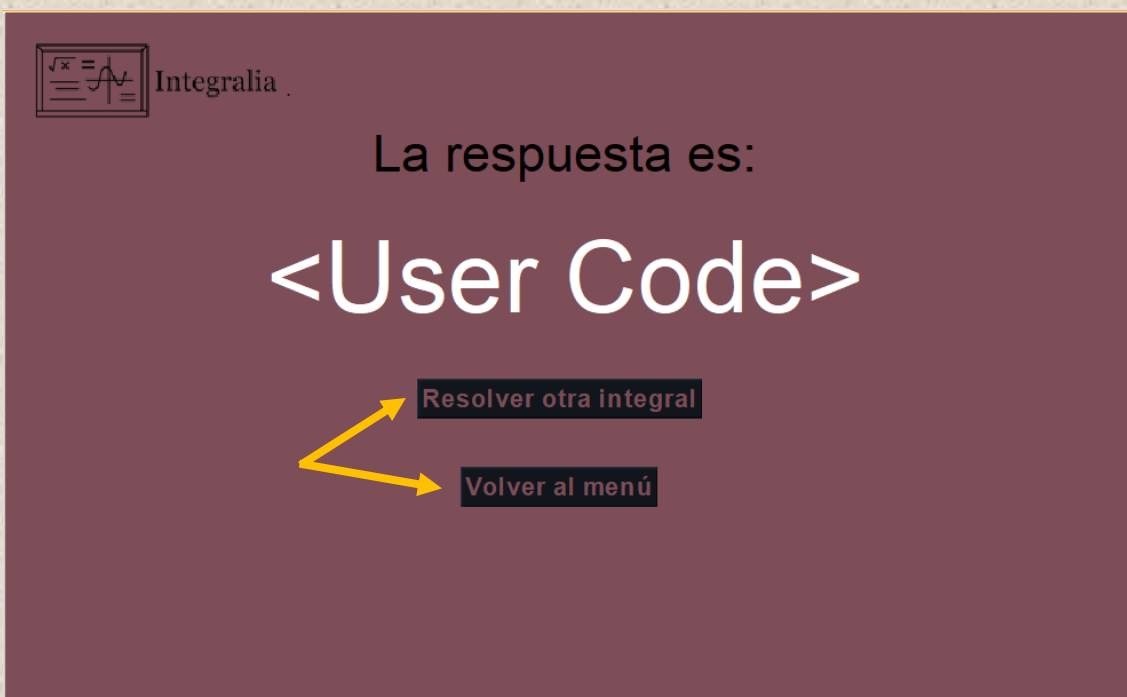 √x =
Integralia .
La respuesta es:
<User Code>
Resolver otra integral
Volver al menú